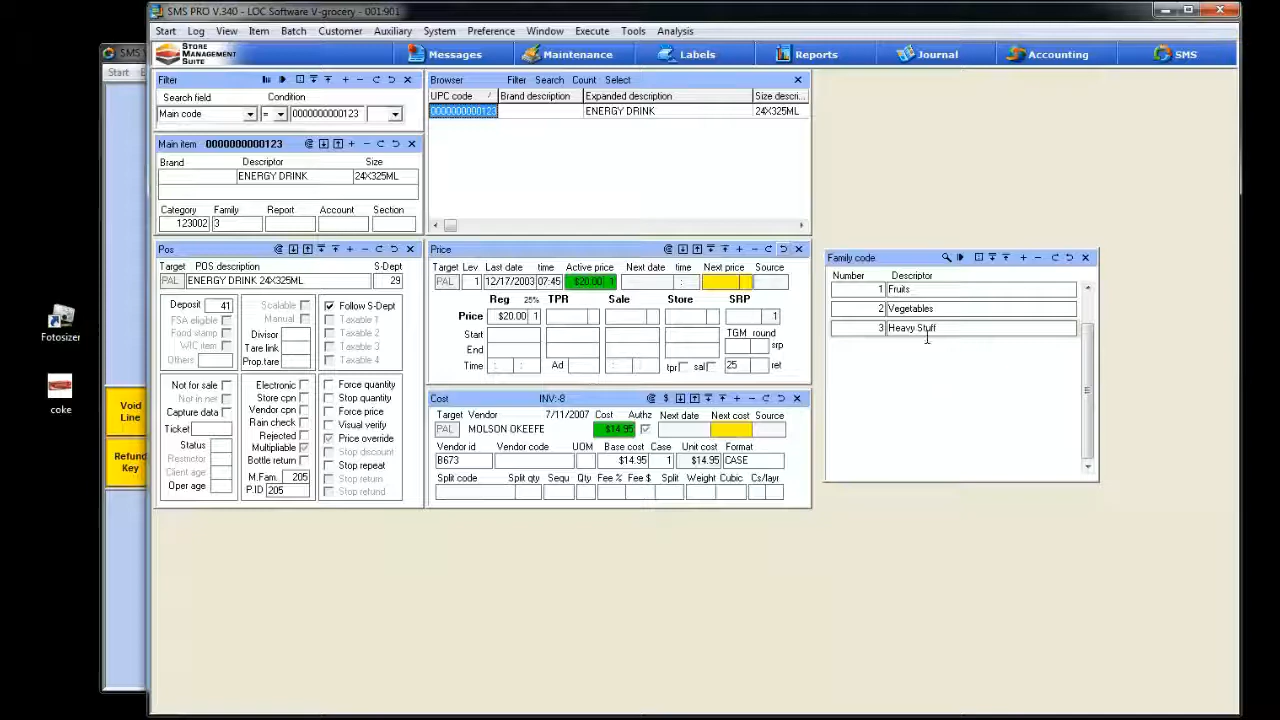 SMS PRO V.340 - LOC Software V-grocery - 001:901
Start Log View Item Batch Customer Auxiliary System Preference Window Execute Tools Analysis
STORE MANAGEMENT SUITE
Messages Maintenance Labels Reports Journal Accounting SMS
SMS
Start
Void Line
Refund Key
Fotosizer
coke
Filter
Search field Condition
Main code = 0000000000123
Main item 0000000000123
Brand Descriptor Size
ENERGY DRINK 24X325ML
Category Family Report Account Section
123002 3
Browser Filter Search Count Select
UPC code Brand description Expanded description Size descri...
0000000000123 ENERGY DRINK 24X325ML
Pos
Target POS description S-Dept
PAL ENERGY DRINK 24X325ML 29
Deposit 41
FSA eligible
Food stamp
WIC item
Others
Scalable
Manual
Divisor
Tare link
Prop.tare
Follow S-Dept
Taxable 1
Taxable 2
Taxable 3
Taxable 4
Not for sale
Not in net
Capture data
Ticket
Status
Restrictor
Client age
Oper age
Electronic
Store cpn
Vendor cpn
Rain check
Rejected
Multipliable
Bottle return
M.Fam. 205
P.ID 205
Force quantity
Stop quantity
Force price
Visual verify
Price override
Stop discount
Stop repeat
Stop return
Stop refund
Price
Target Lev Last date time Active price Next date time Next price Source
PAL 1 12/17/2003 07:45 $20.00 1 :
Reg 25% TPR Sale Store SRP
Price $20.00 1 1
Start TGM round
End srp
Time : : : : Ad tpr sal 25 ret
Cost INV:-8
Target Vendor 7/11/2007 Cost Authz Next date Next cost Source
PAL MOLSON OKEEFE $14.95
Vendor id Vendor code UOM Base cost Case Unit cost Format
B673 $14.95 1 $14.95 CASE
Split code Split qty Sequ Qty Fee % Fee $ Split Weight Cubic Cs/layr
Family code
Number Descriptor
1 Fruits
2 Vegetables
3 Heavy Stuff